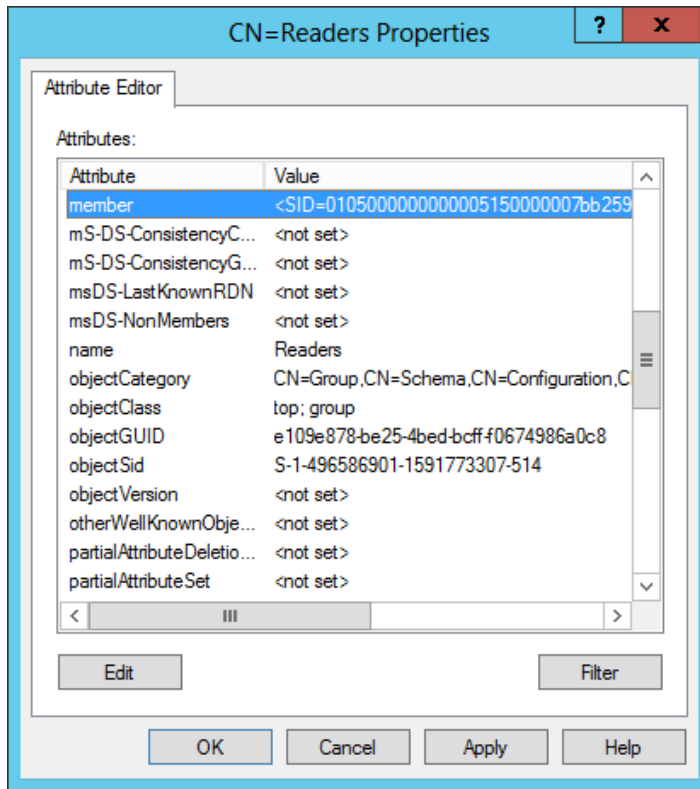 CN=Readers Properties
? x
Attribute Editor
Attributes:
Attribute Value
member <SID=0105000000000005150000007bb259
mS-DS-ConsistencyC... <not set>
mS-DS-ConsistencyG... <not set>
msDS-LastKnownRDN <not set>
msDS-NonMembers <not set>
name Readers
objectCategory CN=Group,CN=Schema,CN=Configuration,C
objectClass top; group
objectGUID e109e878-be25-4bed-bcff-f0674986a0c8
objectSid S-1-496586901-1591773307-514
objectVersion <not set>
otherWellKnownObje... <not set>
partialAttributeDeletio... <not set>
partialAttributeSet <not set>
Edit Filter
OK Cancel Apply Help